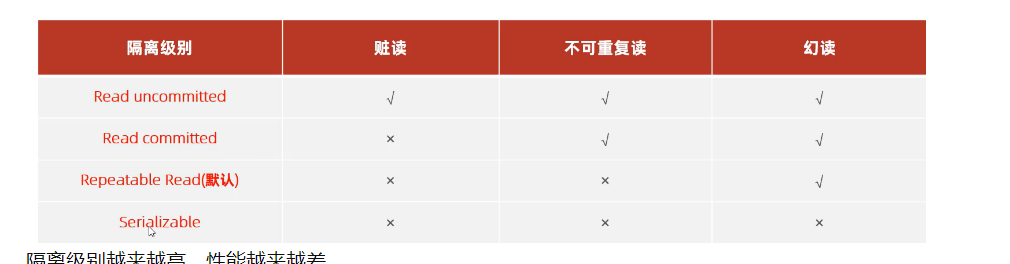 隔离级别 脏读 不可重复读 幻读
Read uncommitted √ √ √
Read committed × √ √
Repeatable Read(默认) × × √
Serializable × × ×
隔离级别越来越高，性能越来越差